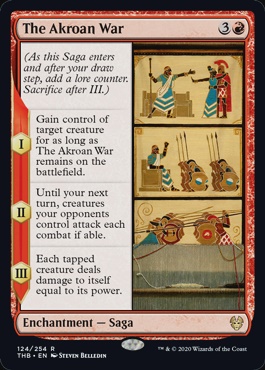 The Akroan War 3
(As this Saga enters
and after your draw
step, add a lore counter.
Sacrifice after III.)
I
Gain control of
target creature
for as long as
The Akroan War
remains on the
battlefield.
II
Until your next
turn, creatures
your opponents
control attack each
combat if able.
III
Each tapped
creature deals
damage to itself
equal to its power.
Enchantment — Saga
124/254 R
THB • EN Steven Belledin
™ & © 2020 Wizards of the Coast